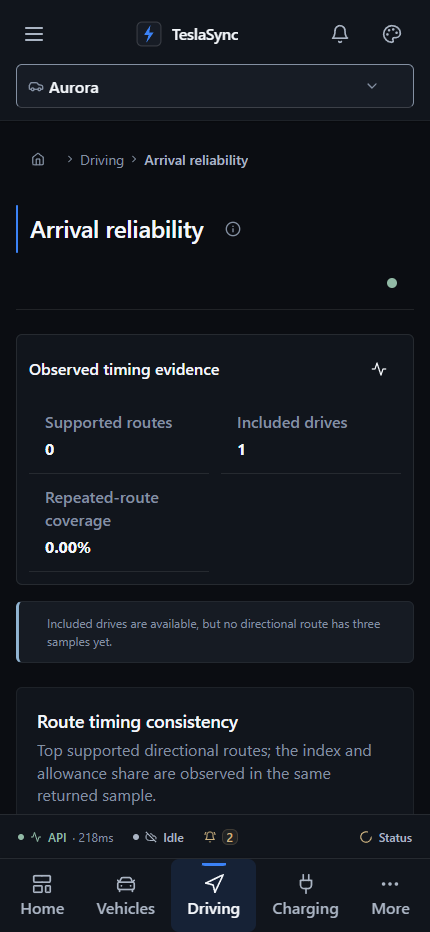 TeslaSync
Aurora
Driving
Arrival reliability
Arrival reliability
Observed timing evidence
Supported routes
Included drives
0
1
Repeated-route
coverage
0.00%
Included drives are available, but no directional route has three
samples yet.
Route timing consistency
Top supported directional routes; the index and
allowance share are observed in the same
returned sample.
API · 218ms
Idle
2
Status
Home
Vehicles
Driving
Charging
More